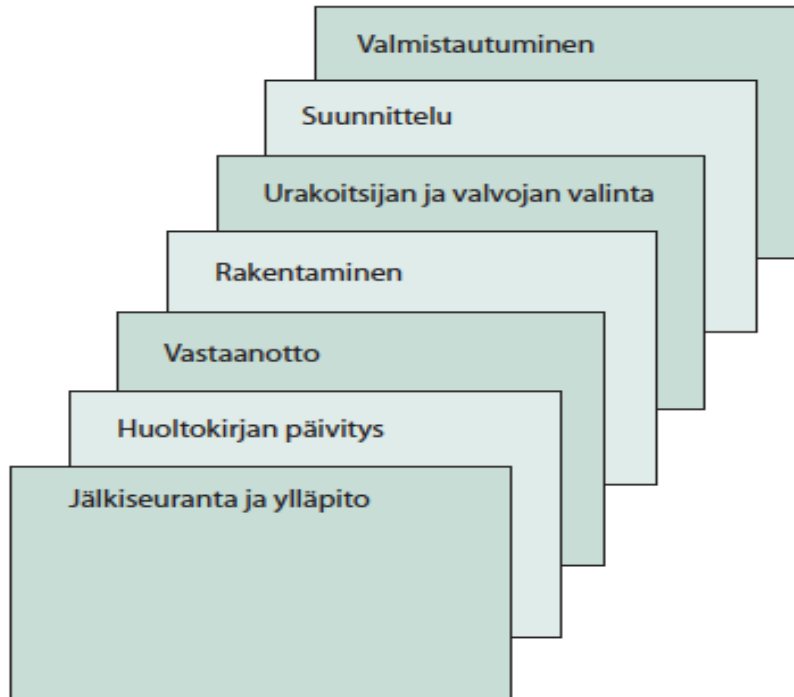 Valmistautuminen
Suunnittelu
Urakoitsijan ja valvojan valinta
Rakentaminen
Vastaanotto
Huoltokirjan päivitys
Jälkiseuranta ja ylläpito